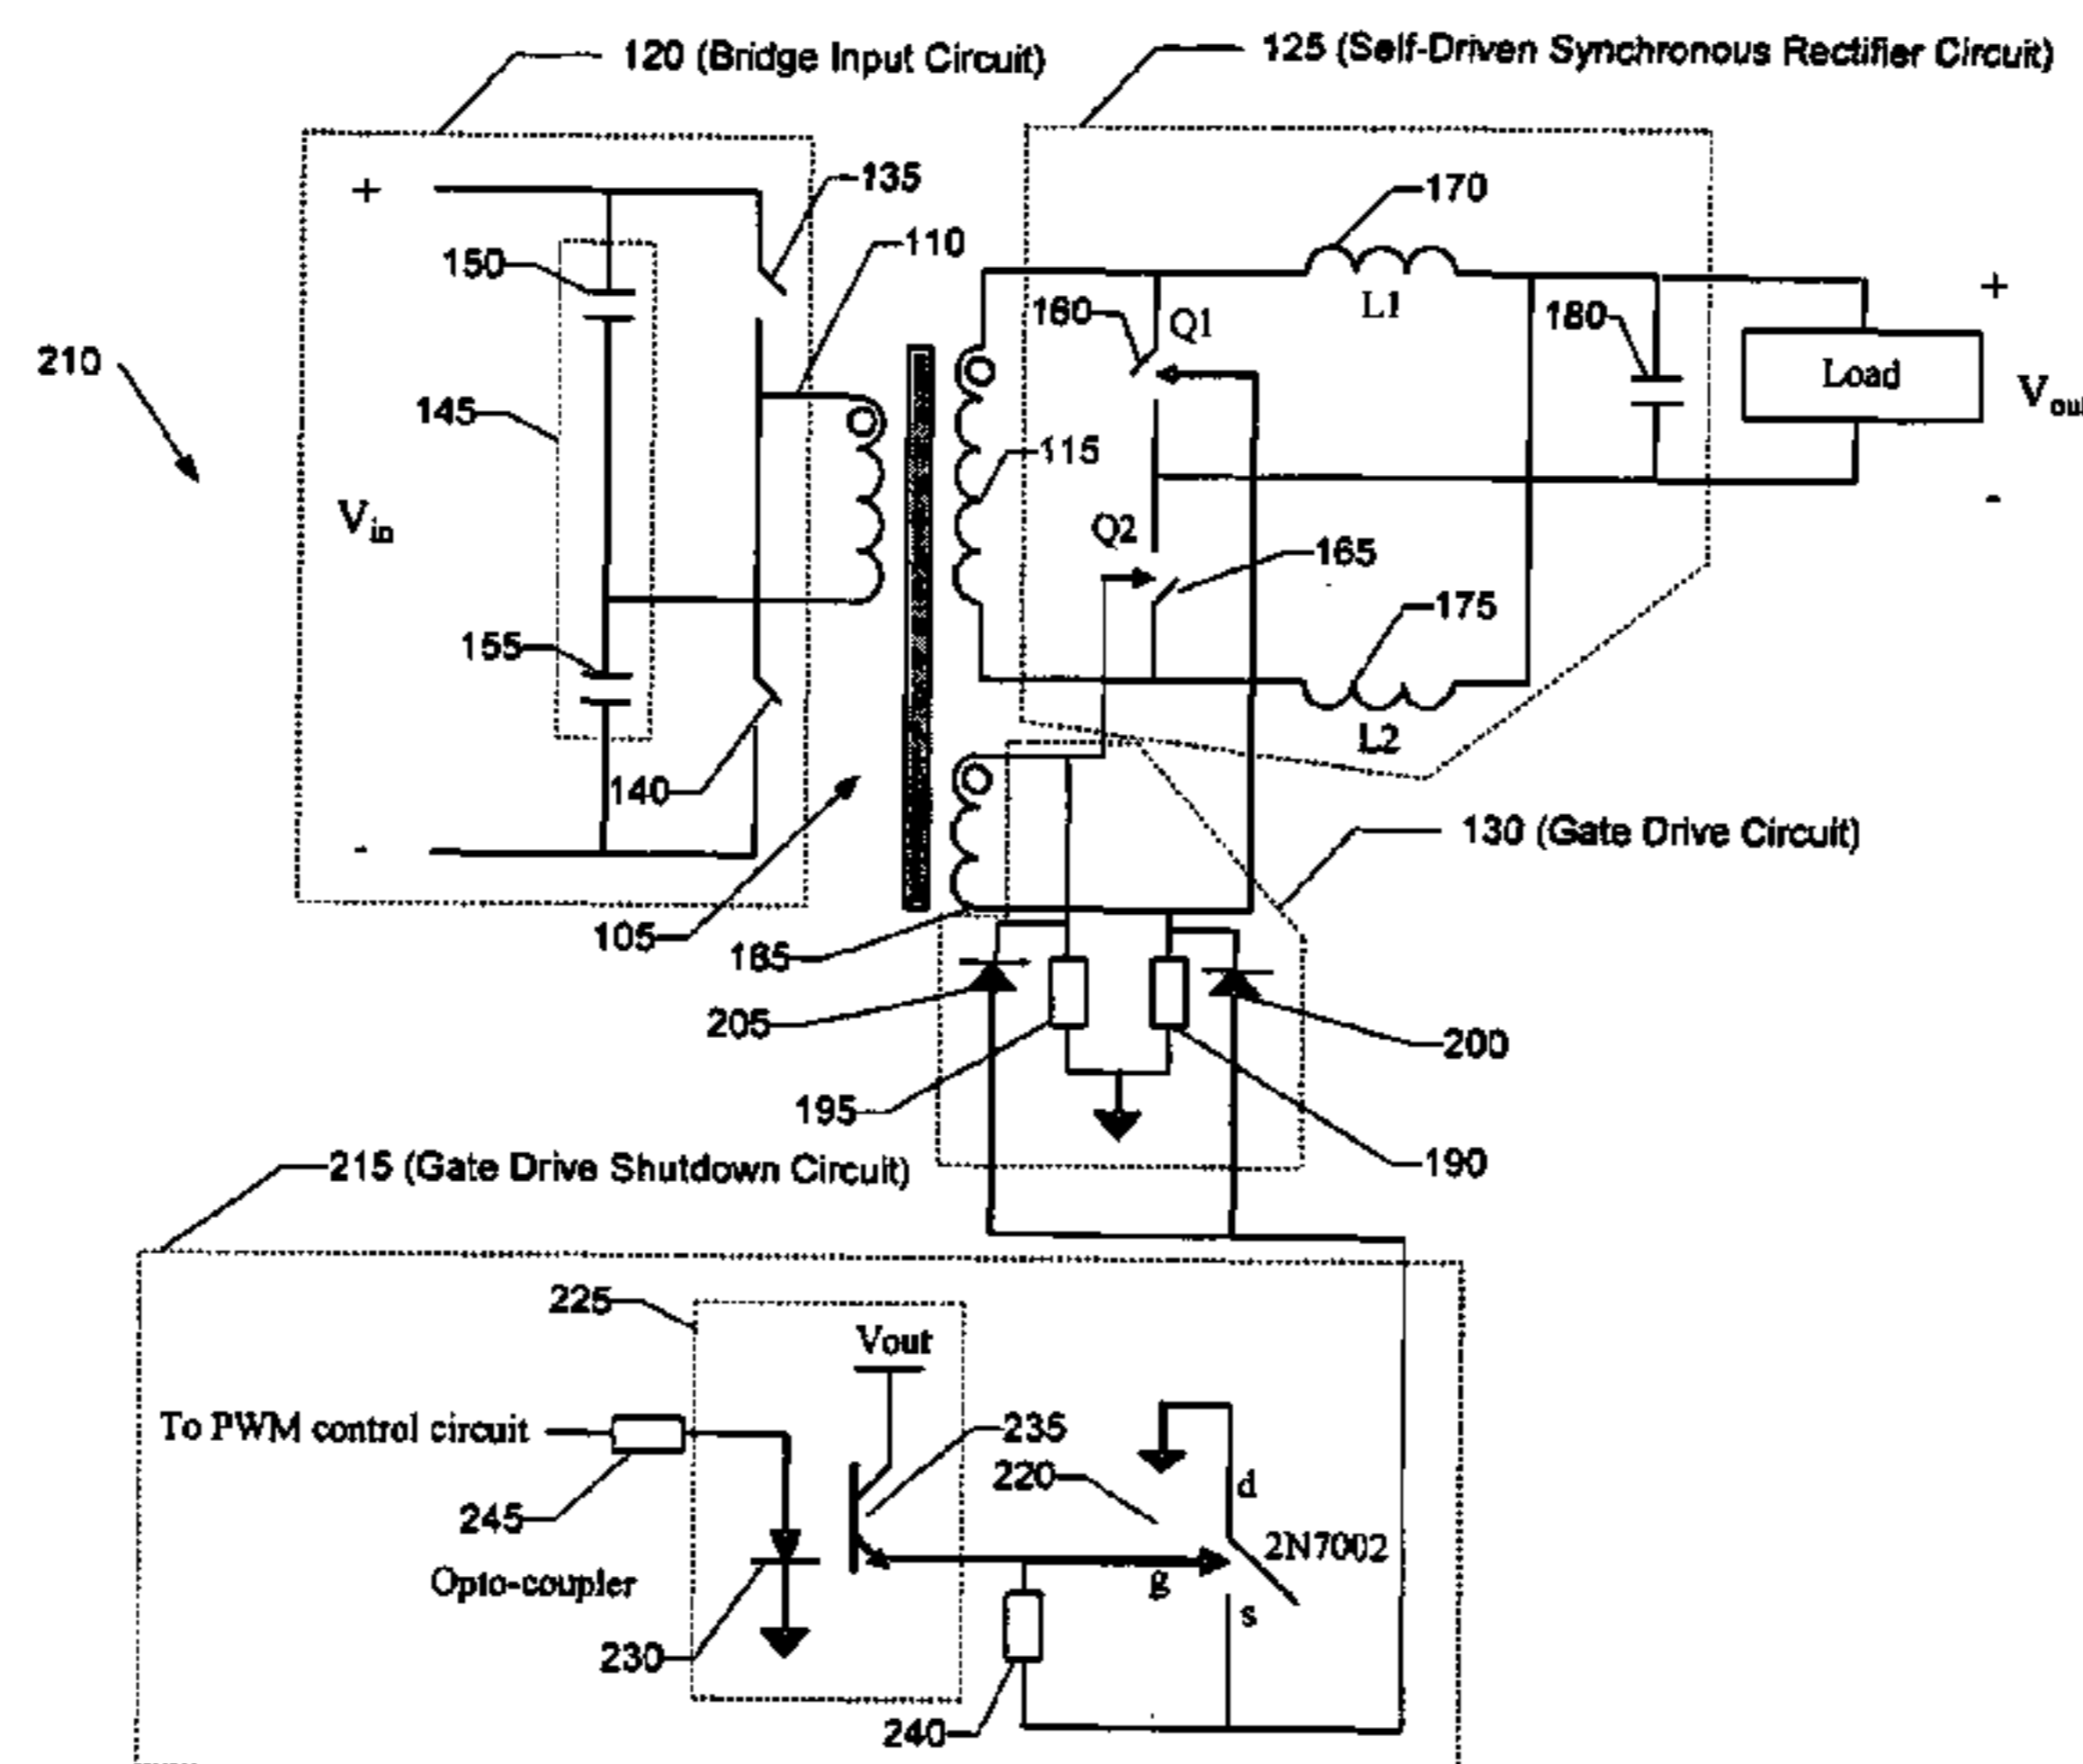 120 (Bridge Input Circuit)
125 (Self-Driven Synchronous Rectifier Circuit)
+
135
170
110
150
+
L1
160
Q1
180
210
Load
145
Vout
115
Vin
Q2
165
-
175
155
L2
140
-
130 (Gate Drive Circuit)
105
185
205
200
195
190
215 (Gate Drive Shutdown Circuit)
225
Vout
To PWM control circuit
235
220
d
245
2N7002
Opto-coupler
g
s
230
240